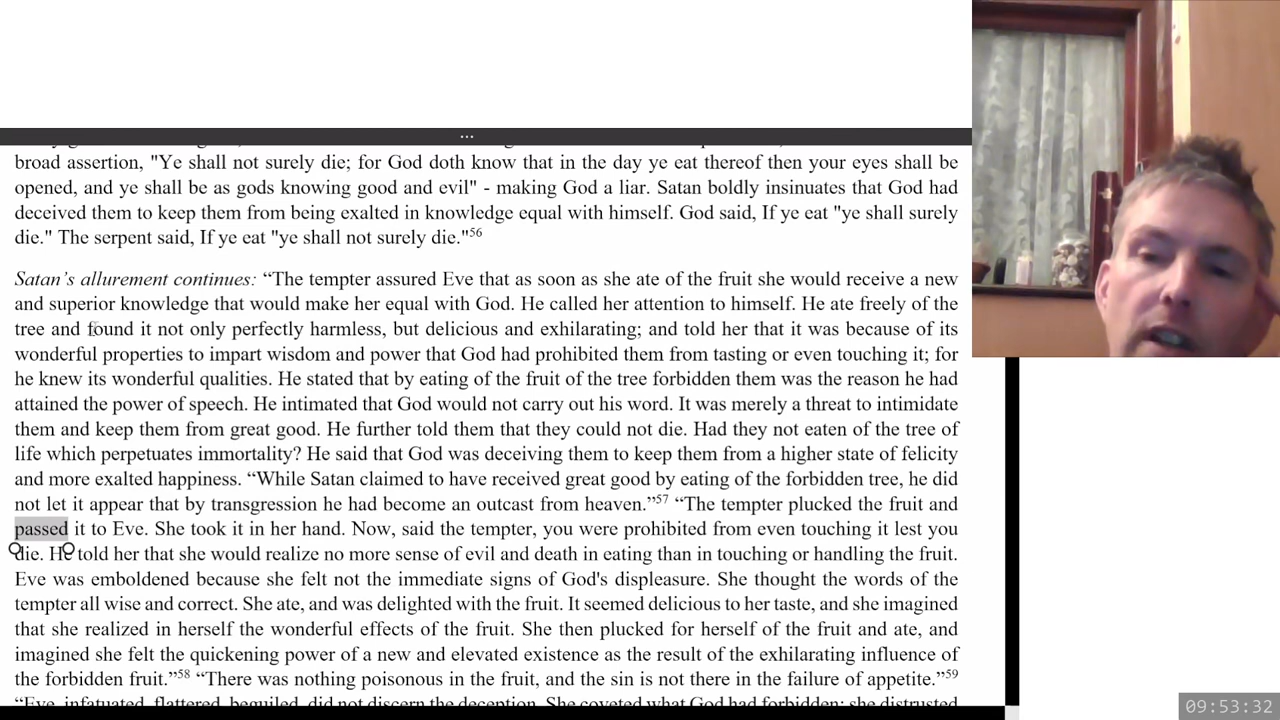 broad assertion, "Ye shall not surely die; for God doth know that in the day ye eat thereof then your eyes shall be
opened, and ye shall be as gods knowing good and evil" - making God a liar. Satan boldly insinuates that God had
deceived them to keep them from being exalted in knowledge equal with himself. God said, If ye eat "ye shall surely
die." The serpent said, If ye eat "ye shall not surely die."56
Satan’s allurement continues: “The tempter assured Eve that as soon as she ate of the fruit she would receive a new
and superior knowledge that would make her equal with God. He called her attention to himself. He ate freely of the
tree and found it not only perfectly harmless, but delicious and exhilarating; and told her that it was because of its
wonderful properties to impart wisdom and power that God had prohibited them from tasting or even touching it; for
he knew its wonderful qualities. He stated that by eating of the fruit of the tree forbidden them was the reason he had
attained the power of speech. He intimated that God would not carry out his word. It was merely a threat to intimidate
them and keep them from great good. He further told them that they could not die. Had they not eaten of the tree of
life which perpetuates immortality? He said that God was deceiving them to keep them from a higher state of felicity
and more exalted happiness. “While Satan claimed to have received great good by eating of the forbidden tree, he did
not let it appear that by transgression he had become an outcast from heaven.”57 “The tempter plucked the fruit and
passed it to Eve. She took it in her hand. Now, said the tempter, you were prohibited from even touching it lest you
die. He told her that she would realize no more sense of evil and death in eating than in touching or handling the fruit.
Eve was emboldened because she felt not the immediate signs of God's displeasure. She thought the words of the
tempter all wise and correct. She ate, and was delighted with the fruit. It seemed delicious to her taste, and she imagined
that she realized in herself the wonderful effects of the fruit. She then plucked for herself of the fruit and ate, and
imagined she felt the quickening power of a new and elevated existence as the result of the exhilarating influence of
the forbidden fruit.”58 “There was nothing poisonous in the fruit, and the sin is not there in the failure of appetite.”59
“Eve, infatuated, flattered, beguiled, did not discern the deception. She coveted what God had forbidden; she distrusted
09:53:32